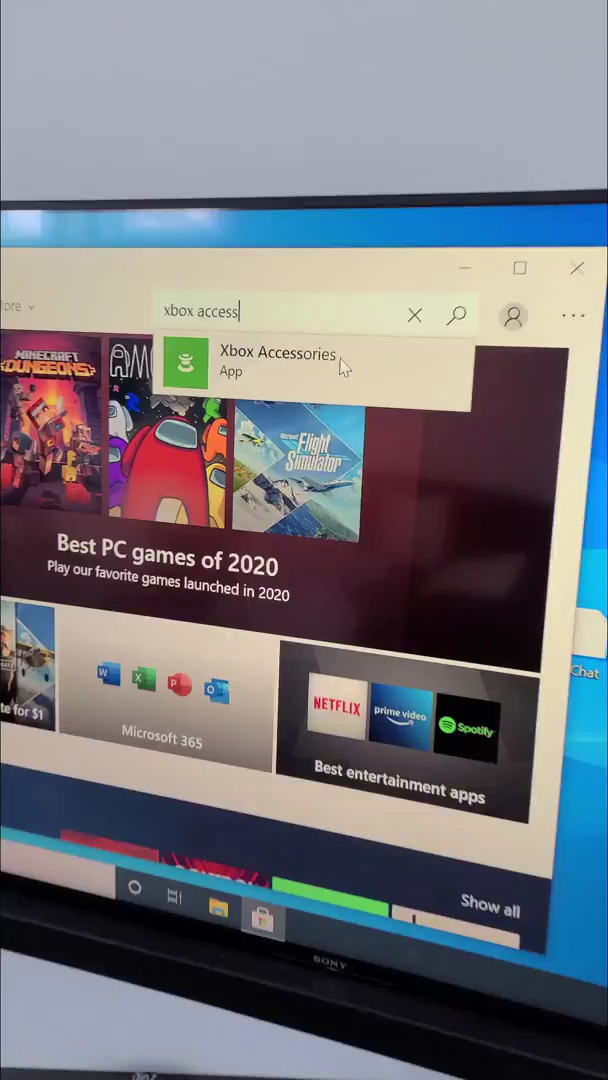 xbox access
Xbox Accessories
App
MINECRAFT
DUNGEONS
Microsoft
Flight
Simulator
Best PC games of 2020
Play our favorite games launched in 2020
te for $1
W
X
P
O
Microsoft 365
NETFLIX
prime video
Spotify
Best entertainment apps
Chat
Show all
SONY